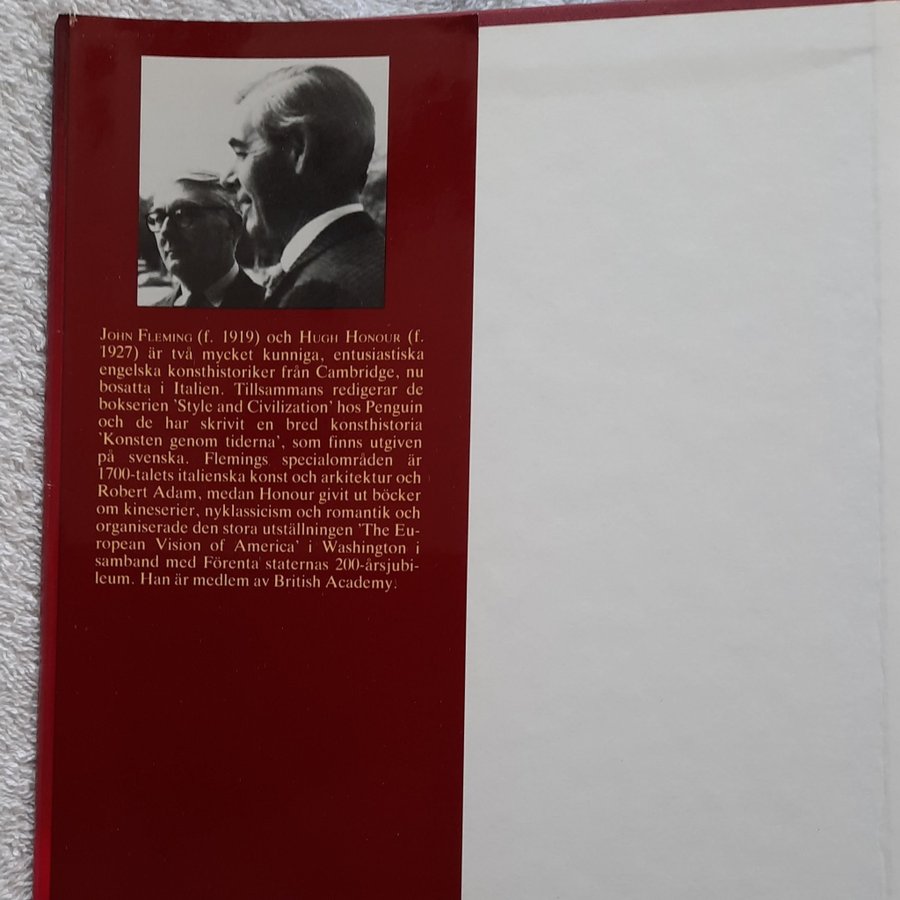 JOHN FLEMING (f. 1919) och HUGH HONOUR (f.
1927) är två mycket kunniga, entusiastiska
engelska konsthistoriker från Cambridge, nu
bosatta i Italien. Tillsammans redigerar de
bokserien 'Style and Civilization' hos Penguin
och de har skrivit en bred konsthistoria
'Konsten genom tiderna', som finns utgiven
på svenska. Flemings specialområden är
1700-talets italienska konst och arkitektur och
Robert Adam, medan Honour givit ut böcker
om kineserier, nyklassicism och romantik och
organiserade den stora utställningen 'The Eu-
ropean Vision of America' i Washington i
samband med Förenta staternas 200-årsjubi-
leum. Han är medlem av British Academy.